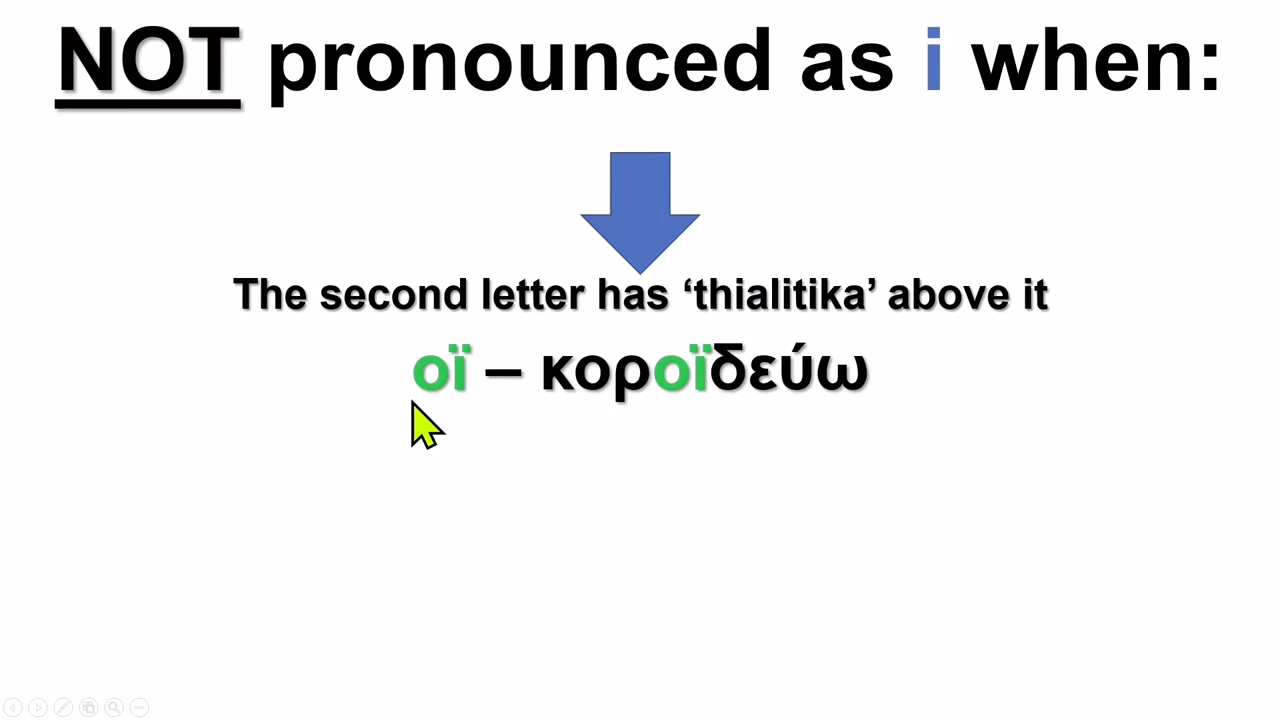 NOT pronounced as i when:
The second letter has ‘thialitika’ above it
οϊ – κοροϊδεύω